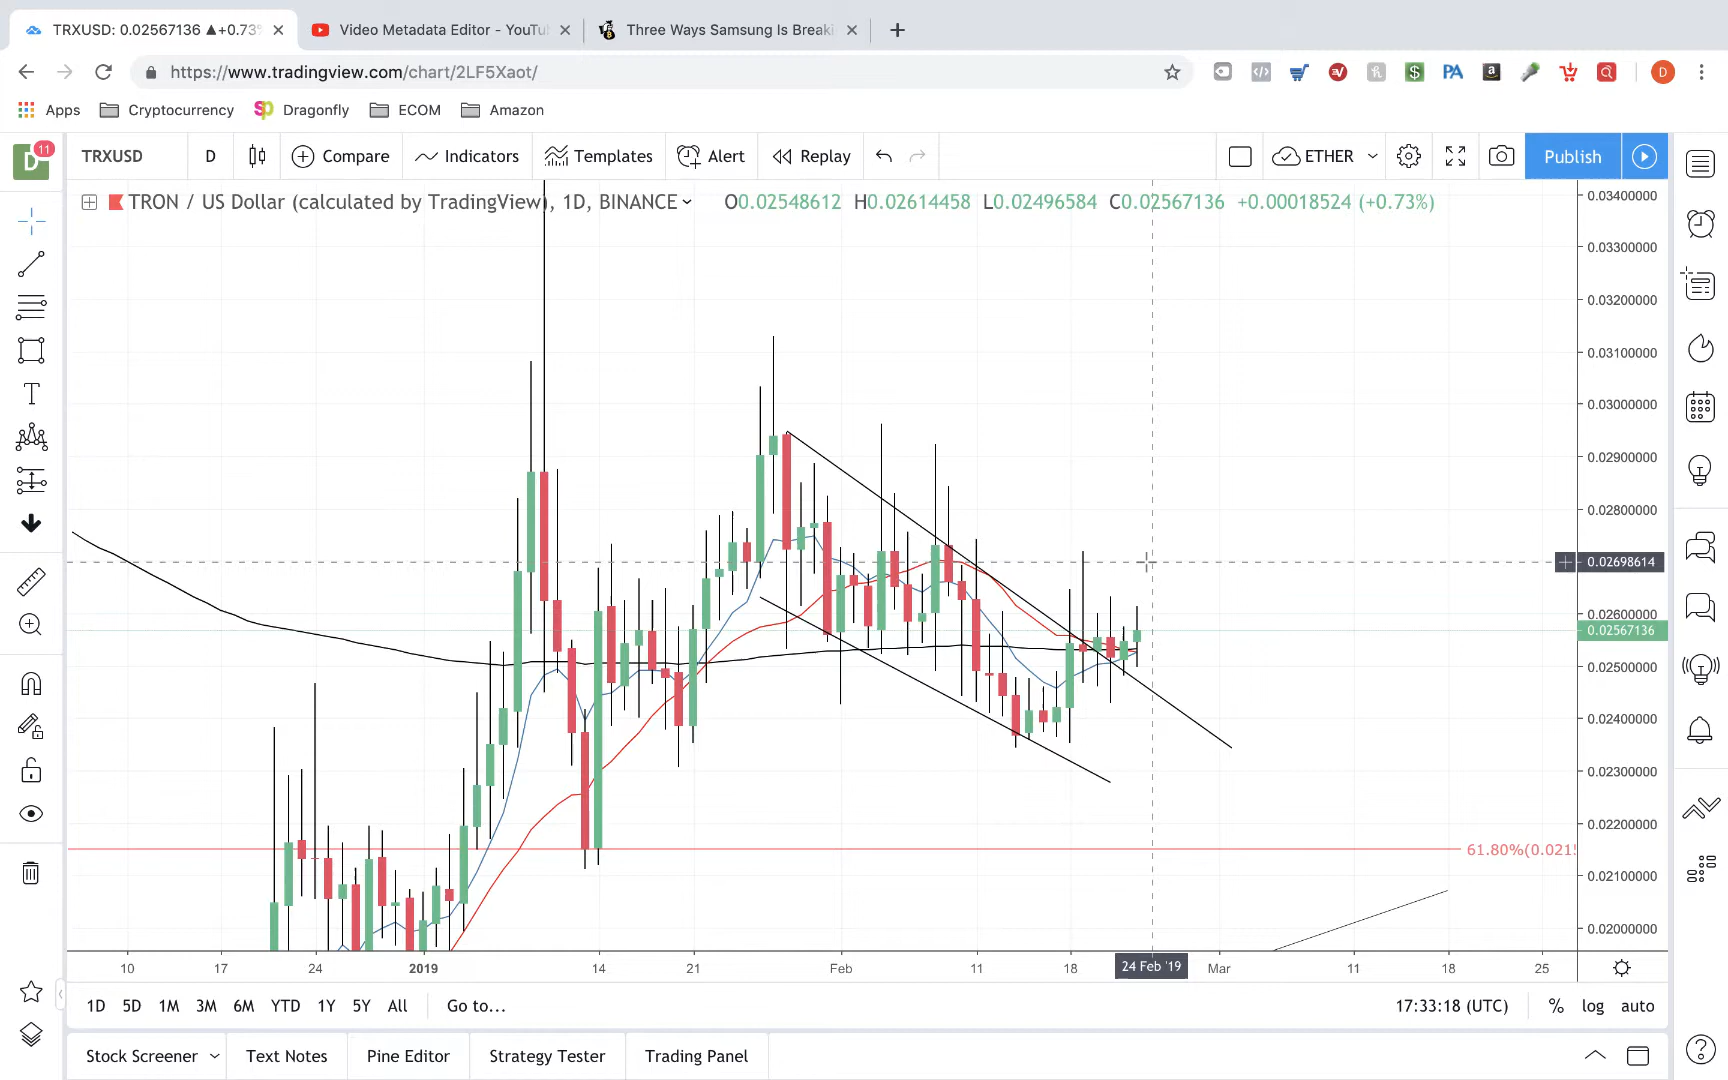 TRXUSD: 0.02567136 ▲+0.73%
Video Metadata Editor - YouTu
Three Ways Samsung Is Breaki
https://www.tradingview.com/chart/2LF5Xaot/
PA
a
D
Apps
Cryptocurrency
Dragonfly
ECOM
Amazon
D
11
TRXUSD
D
Compare
Indicators
Templates
Alert
Replay
ETHER
Publish
TRON / US Dollar (calculated by TradingView), 1D, BINANCE
O0.02548612 H0.02614458 L0.02496584 C0.02567136 +0.00018524 (+0.73%)
0.03400000
0.03300000
0.03200000
0.03100000
0.03000000
0.02900000
0.02800000
0.02698614
0.02600000
0.02567136
0.02500000
0.02400000
0.02300000
0.02200000
61.80%(0.021
0.02100000
0.02000000
10
17
24
2019
14
21
Feb
11
18
24 Feb '19
Mar
11
18
25
1D
5D
1M
3M
6M
YTD
1Y
5Y
All
Go to...
17:33:18 (UTC)
%
log
auto
Stock Screener
Text Notes
Pine Editor
Strategy Tester
Trading Panel